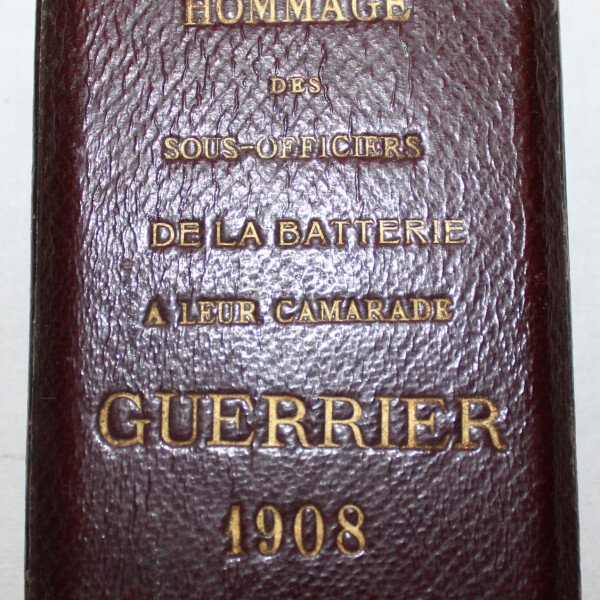 HOMMAGE
DES
SOUS-OFFICIERS
DE LA BATTERIE
A LEUR CAMARADE
GUERRIER
1908